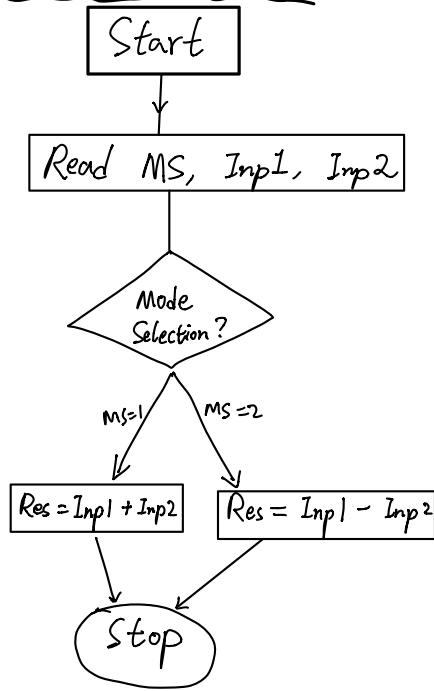 Start
Read MS, Inp1, Inp2
Mode
Selection?
MS=1
MS=2
Res = Inp1 + Inp2
Res = Inp1 - Inp2
Stop